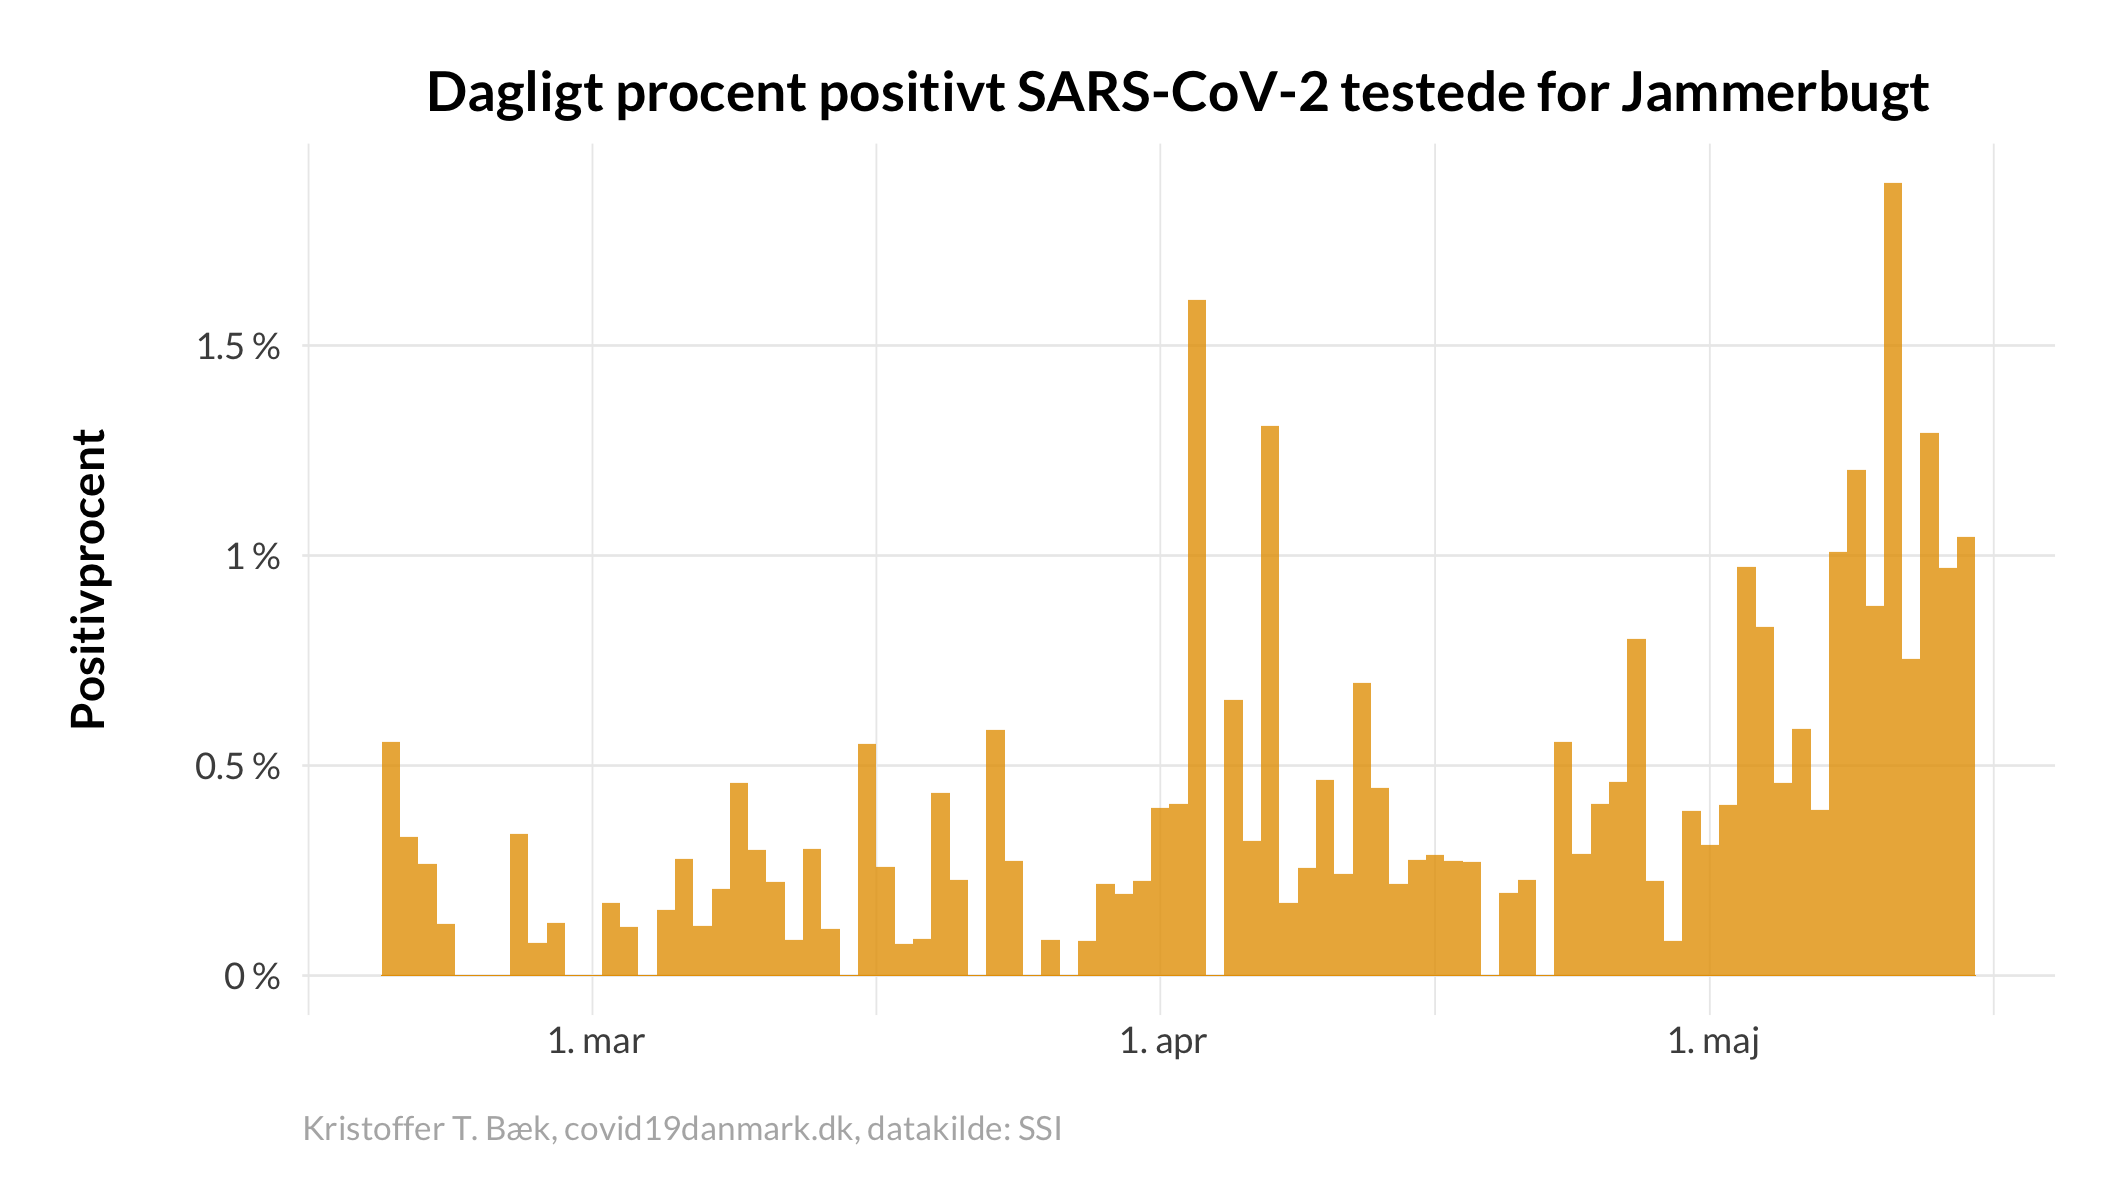 Dagligt procent positivt SARS-CoV-2 testede for Jammerbugt
Positivprocent
1.5 %
1 %
0.5 %
0 %
1. mar
1. apr
1. maj
Kristoffer T. Bæk, covid19danmark.dk, datakilde: SSI